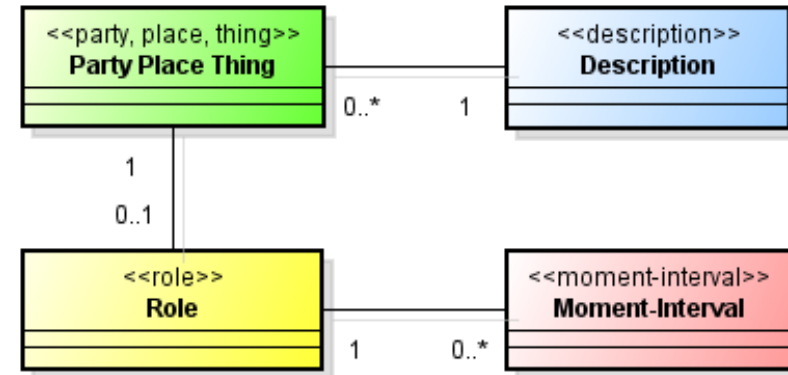 <<party, place, thing>>
Party Place Thing
<<description>>
Description
0..*
1
1
0..1
<<role>>
Role
<<moment-interval>>
Moment-Interval
1
0..*